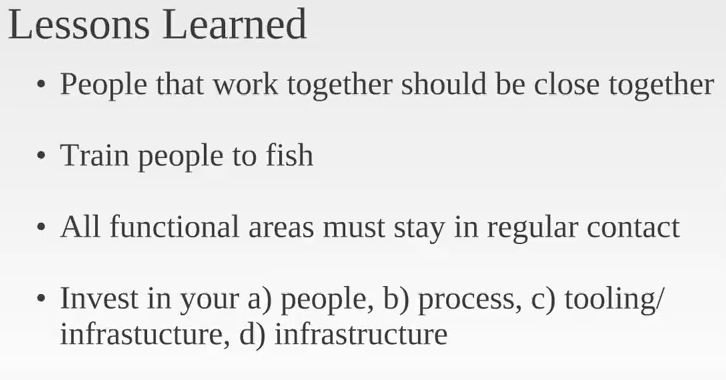 Lessons Learned
• People that work together should be close together
• Train people to fish
• All functional areas must stay in regular contact
• Invest in your a) people, b) process, c) tooling/
infrastucture, d) infrastructure